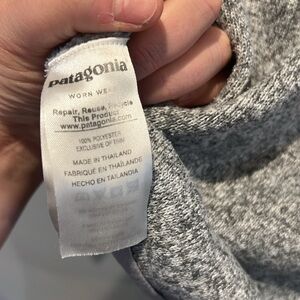 patagonia
WORN WEAR
Repair, Reuse, Recycle
This Product
www.patagonia.com
100% POLYESTER
EXCLUSIVE OF TRIM
MADE IN THAILAND
FABRIQUÉ EN THAÏLANDE
HECHO EN TAILANDIA